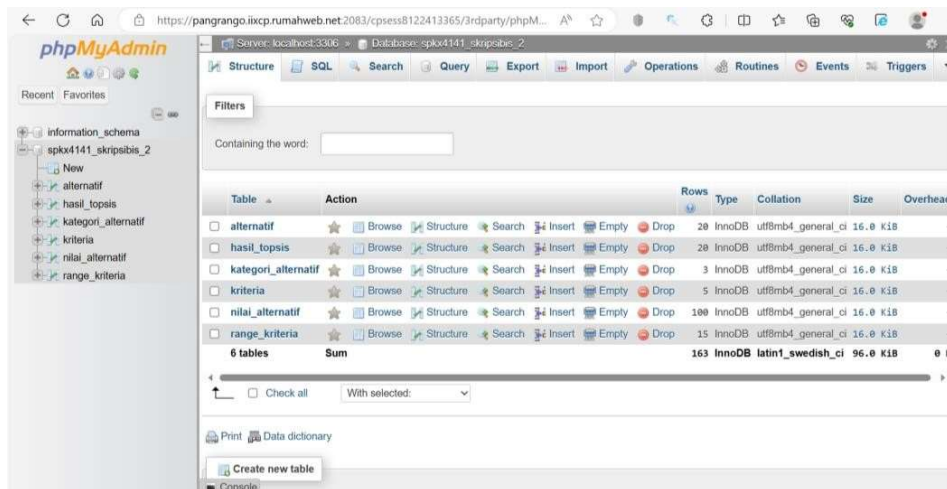 https://pangrango.iixcp.rumahweb.net:2083/cpsess8122413365/3rdparty/phpM...
phpMyAdmin
Recent Favorites
information_schema
spkx4141_skripsibis_2
New
alternatif
hasil_topsis
kategori_alternatif
kriteria
nilai_alternatif
range_kriteria
Server: localhost:3306 » Database: spkx4141_skripsibis_2
Structure SQL Search Query Export Import Operations Routines Events Triggers
Filters
Containing the word:
Table Action Rows Type Collation Size Overhead
alternatif Browse Structure Search Insert Empty Drop 20 InnoDB utf8mb4_general_ci 16.0 KiB
hasil_topsis Browse Structure Search Insert Empty Drop 20 InnoDB utf8mb4_general_ci 16.0 KiB
kategori_alternatif Browse Structure Search Insert Empty Drop 3 InnoDB utf8mb4_general_ci 16.0 KiB
kriteria Browse Structure Search Insert Empty Drop 5 InnoDB utf8mb4_general_ci 16.0 KiB
nilai_alternatif Browse Structure Search Insert Empty Drop 100 InnoDB utf8mb4_general_ci 16.0 KiB
range_kriteria Browse Structure Search Insert Empty Drop 15 InnoDB utf8mb4_general_ci 16.0 KiB
6 tables Sum 163 InnoDB latin1_swedish_ci 96.0 KiB 0
Check all With selected:
Print Data dictionary
Create new table
Console